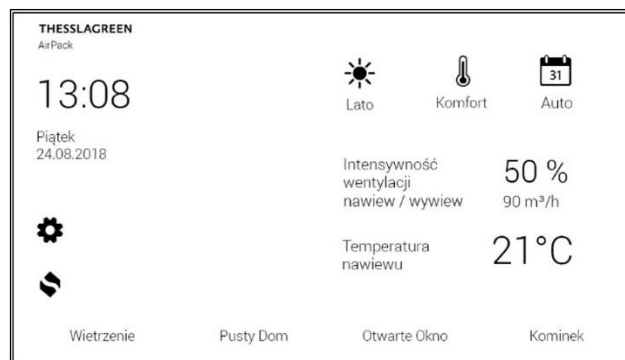 THESSLAGREEN
AirPack
13:08
Piątek
24.08.2018
31
Lato
Komfort
Auto
Intensywność
wentylacji
nawiew / wywiew
50 %
90 m³/h
Temperatura
nawiewu
21°C
Wietrzenie
Pusty Dom
Otwarte Okno
Kominek